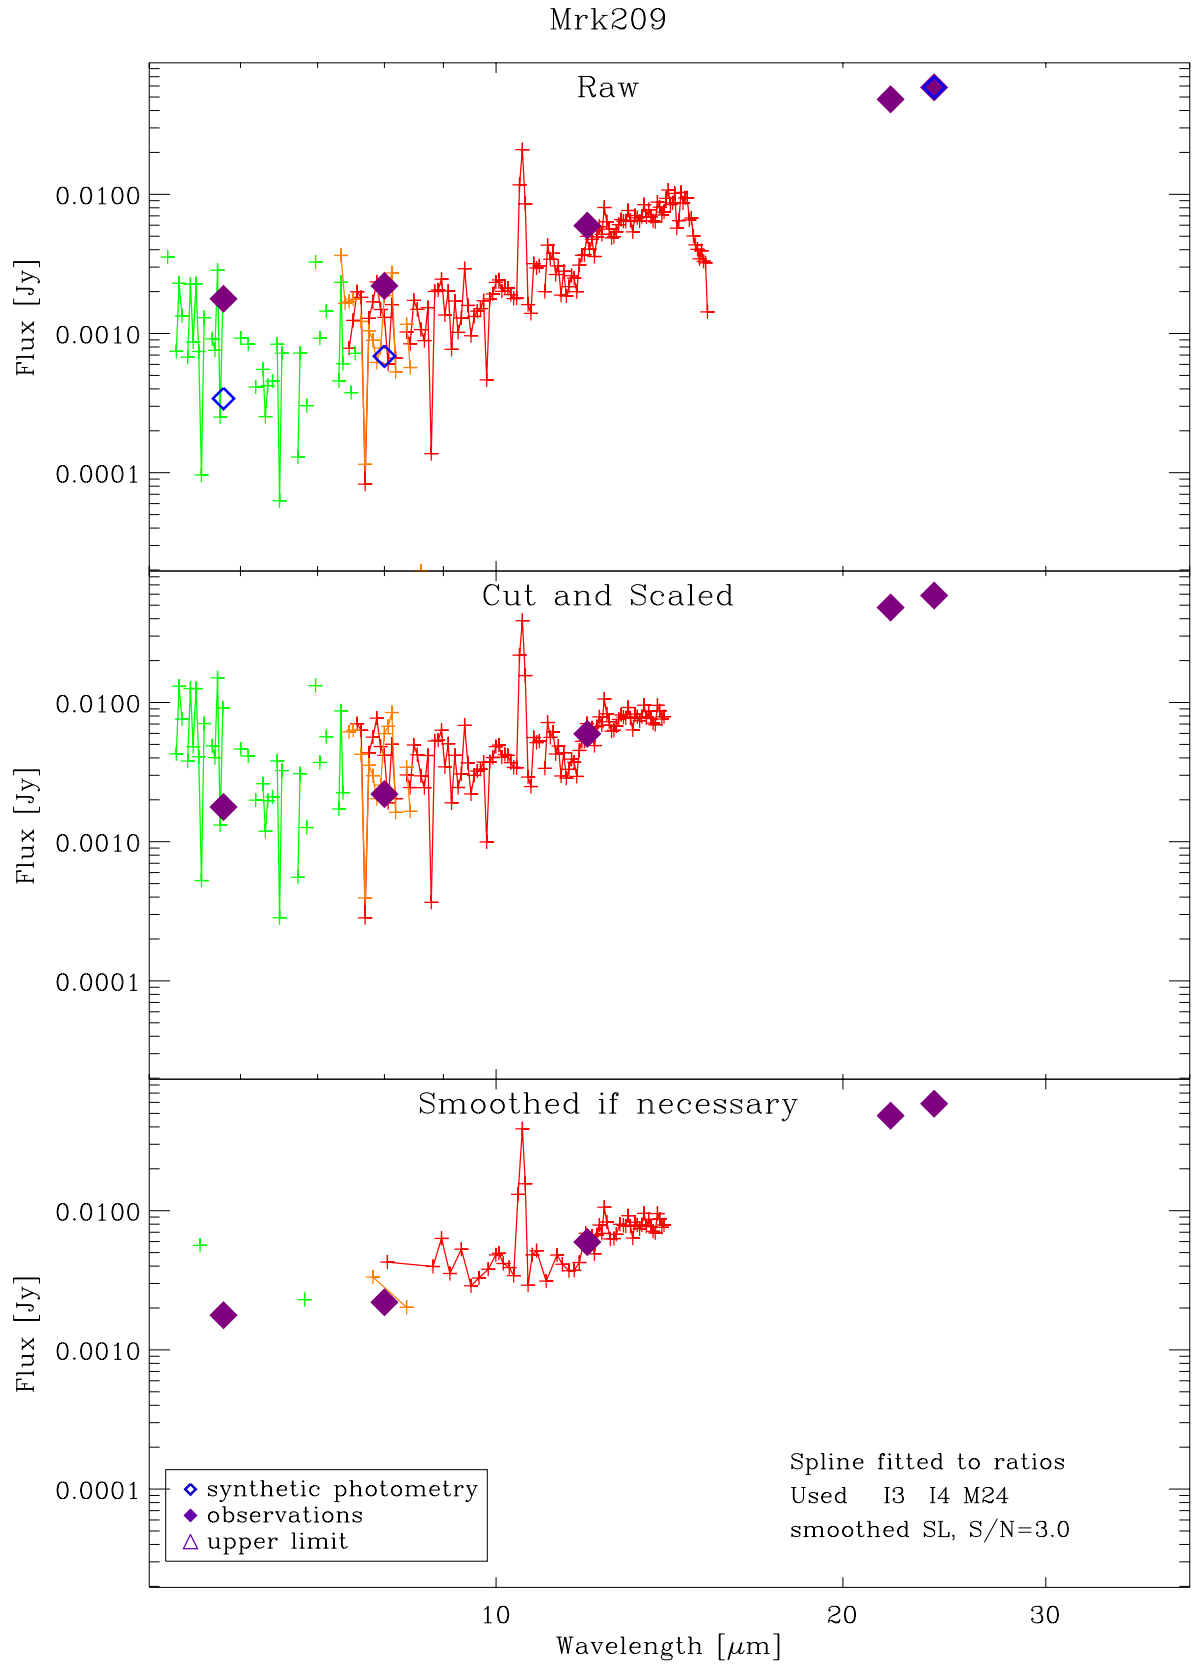 Mrk209
Raw
0.0100
0.0010
0.0001
Flux [Jy]
Cut and Scaled
0.0100
0.0010
0.0001
Flux [Jy]
Smoothed if necessary
0.0100
0.0010
0.0001
Flux [Jy]
synthetic photometry
observations
upper limit
Spline fitted to ratios
Used I3 I4 M24
smoothed SL, S/N=3.0
10 20 30
Wavelength [μm]